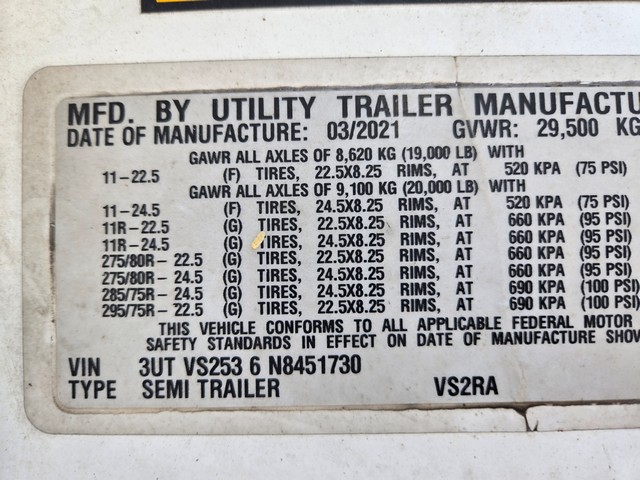 MFD. BY UTILITY TRAILER MANUFACTU
DATE OF MANUFACTURE: 03/2021 GVWR: 29,500 KG
GAWR ALL AXLES OF 8,620 KG (19,000 LB) WITH
11-22.5 (F) TIRES, 22.5X8.25 RIMS, AT 520 KPA (75 PSI)
GAWR ALL AXLES OF 9,100 KG (20,000 LB) WITH
11-24.5 (F) TIRES, 24.5X8.25 RIMS, AT 520 KPA (75 PSI)
11R-22.5 (G) TIRES, 22.5X8.25 RIMS, AT 660 KPA (95 PSI)
11R-24.5 (G) TIRES, 24.5X8.25 RIMS, AT 660 KPA (95 PSI)
275/80R-22.5 (G) TIRES, 22.5X8.25 RIMS, AT 660 KPA (95 PSI)
275/80R-24.5 (G) TIRES, 24.5X8.25 RIMS, AT 660 KPA (95 PSI)
285/75R-24.5 (G) TIRES, 24.5X8.25 RIMS, AT 690 KPA (100 PSI)
295/75R-22.5 (G) TIRES, 22.5X8.25 RIMS, AT 690 KPA (100 PSI)
THIS VEHICLE CONFORMS TO ALL APPLICABLE FEDERAL MOTOR
SAFETY STANDARDS IN EFFECT ON DATE OF MANUFACTURE SHOW
VIN 3UT VS253 6 N8451730
TYPE SEMI TRAILER VS2RA